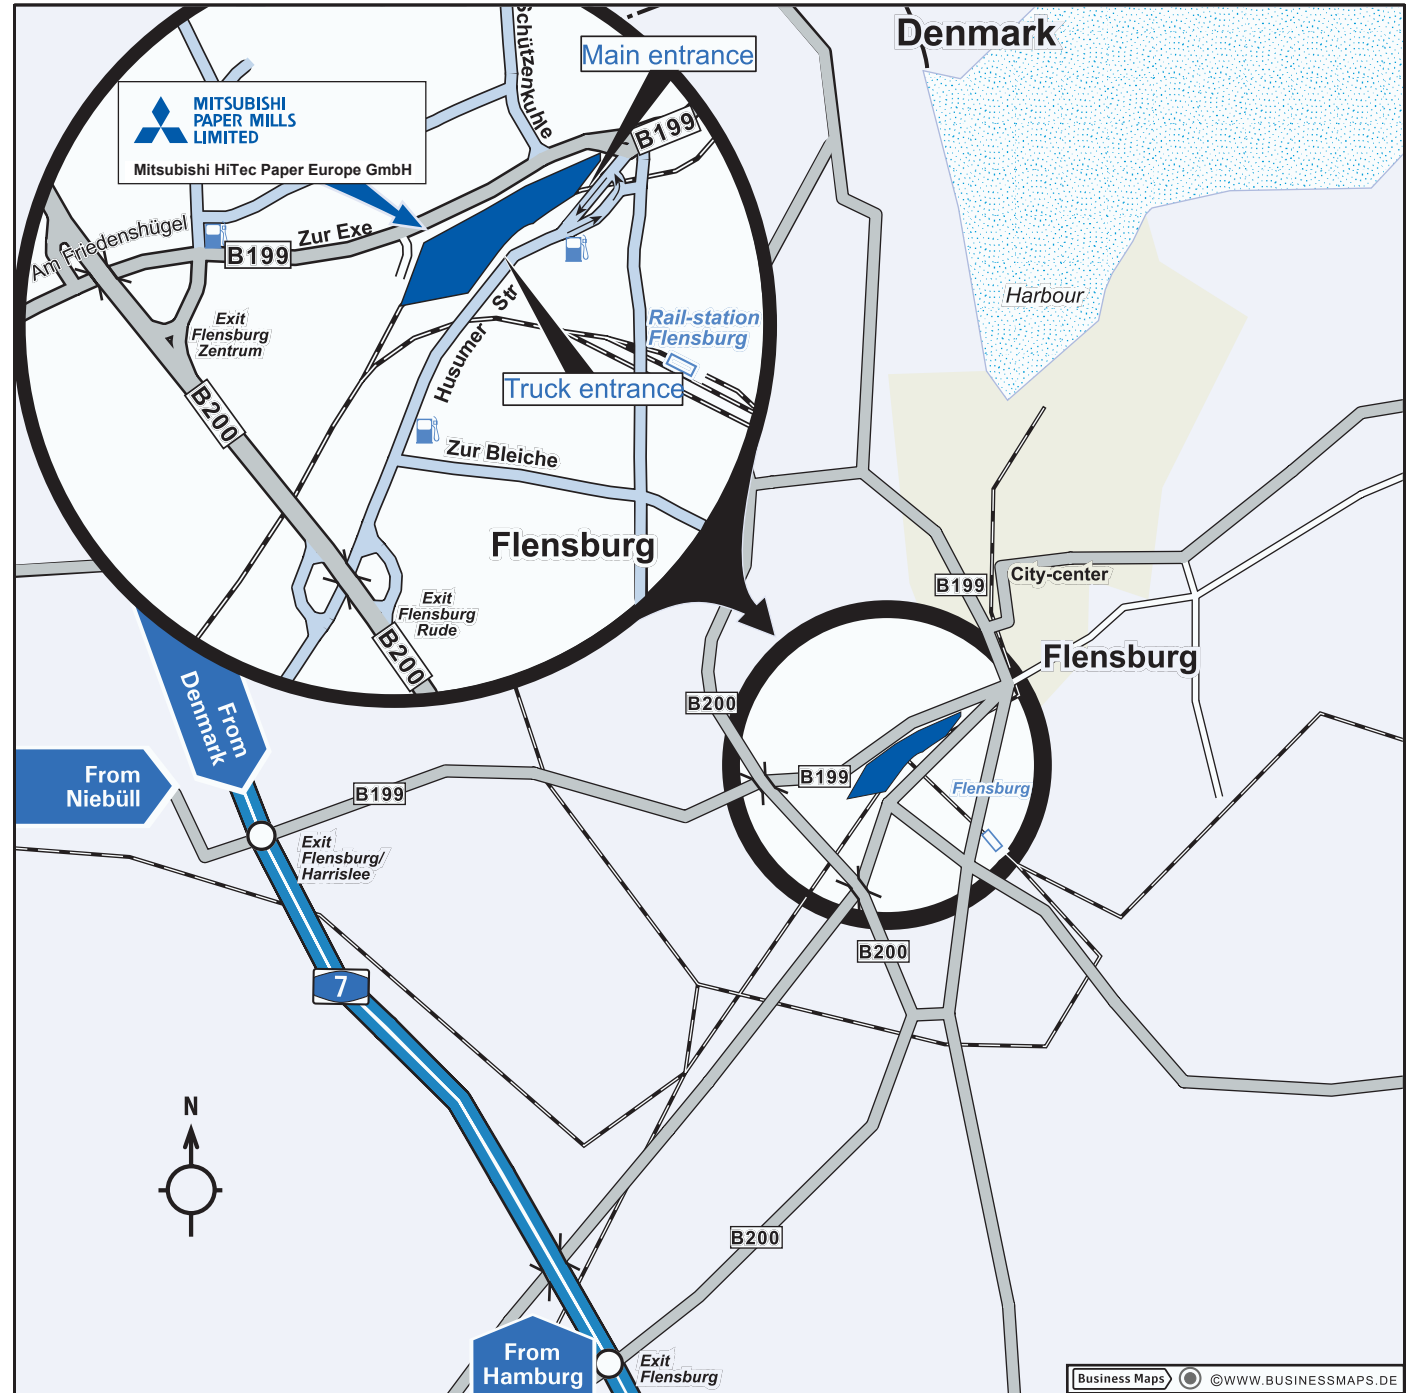 Denmark
Schützenkuhle
Main entrance
MITSUBISHI
PAPER MILLS
LIMITED
Mitsubishi HiTec Paper Europe GmbH
B199
Am Friedenshügel
Zur Exe
B199
Harbour
Exit
Flensburg
Zentrum
Husumer Str
Rail-station
Flensburg
Truck entrance
B200
Zur Bleiche
Flensburg
City-center
B199
Exit
Flensburg
Rude
B200
Flensburg
From
Denmark
B200
From
Niebüll
B199
B199
Flensburg
Exit
Flensburg/
Harrislee
B200
7
N
B200
From
Hamburg
Exit
Flensburg
Business Maps
©WWW.BUSINESSMAPS.DE